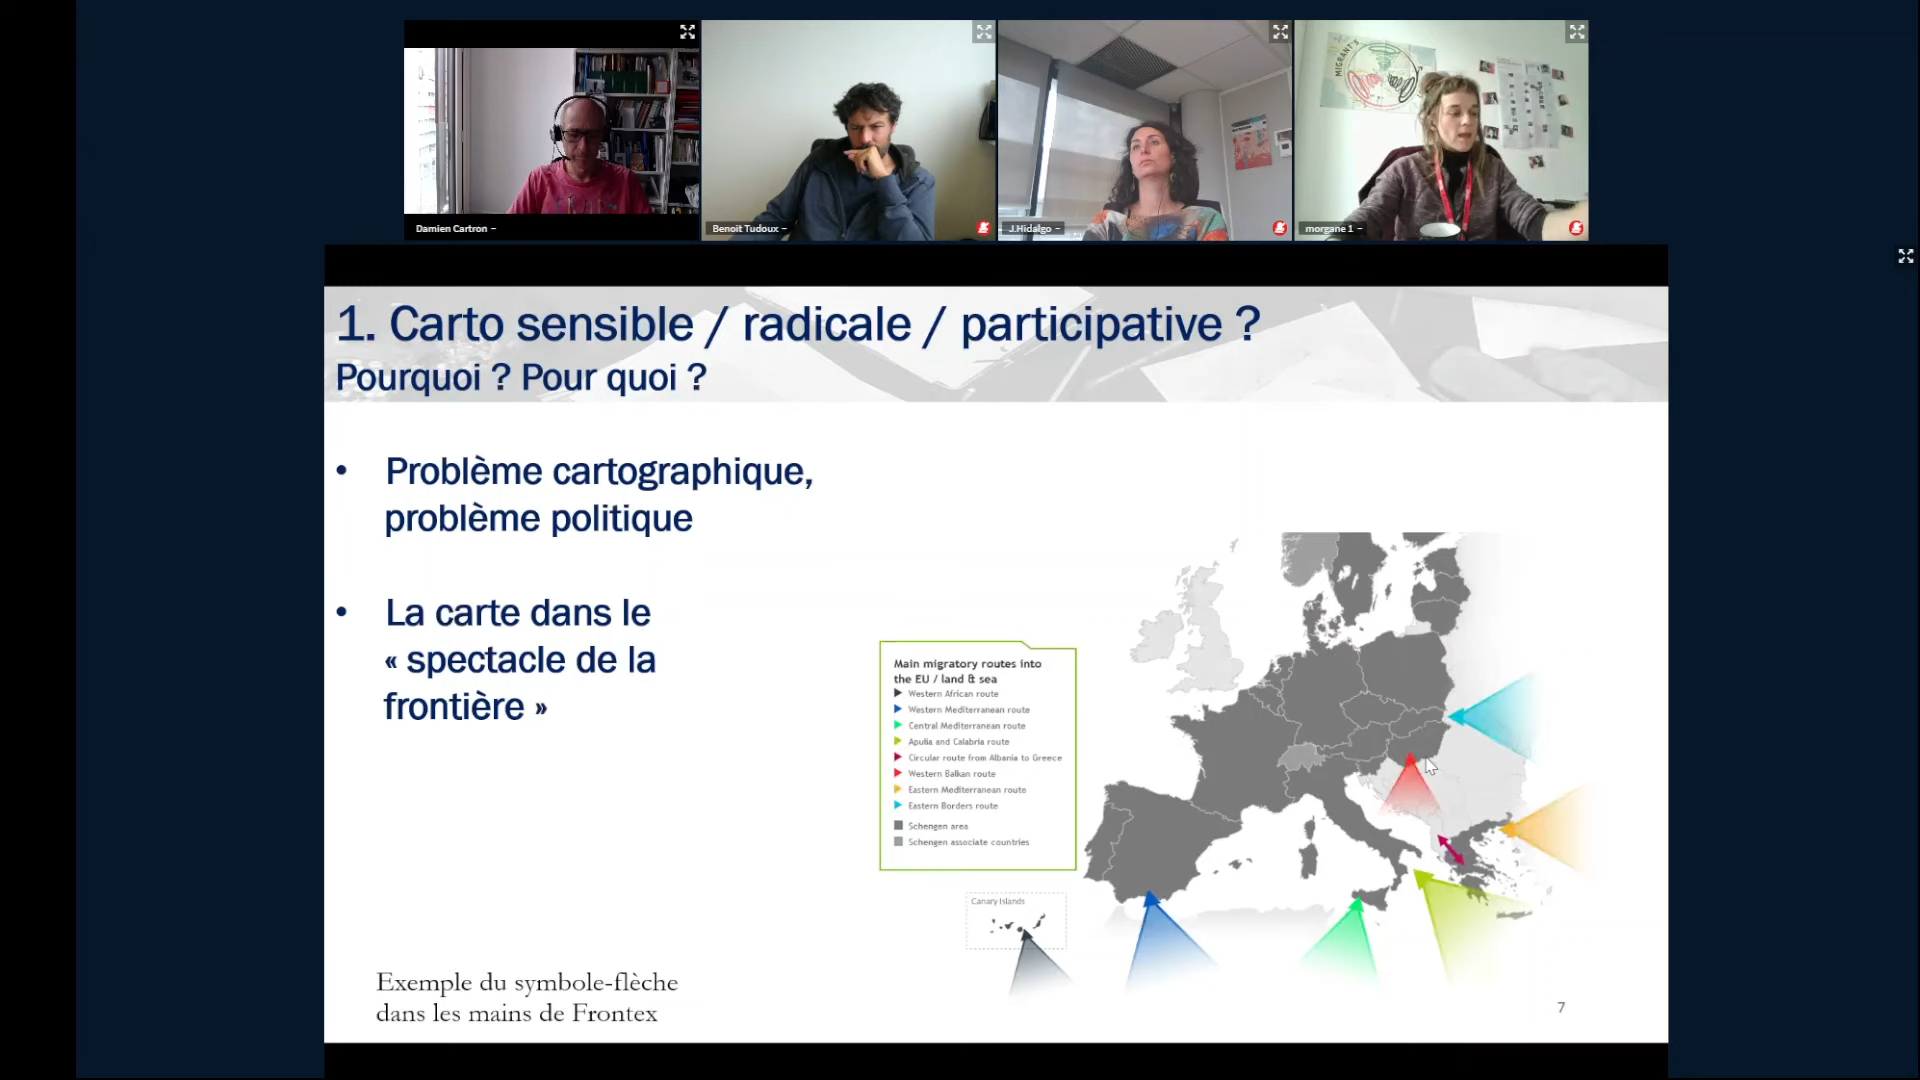 MIGRANT'S
Damien Cartron
Benoit Tudoux
J.Hidalgo
morgane 1
1. Carto sensible / radicale / participative ?
Pourquoi ? Pour quoi ?
• Problème cartographique,
problème politique
• La carte dans le
« spectacle de la
frontière »
Main migratory routes into
the EU / land & sea
Western African route
Western Mediterranean route
Central Mediterranean route
Apulia and Calabria route
Circular route from Albania to Greece
Western Balkan route
Eastern Mediterranean route
Eastern Borders route
Schengen area
Schengen associate countries
Canary Islands
Exemple du symbole-flèche
dans les mains de Frontex
7